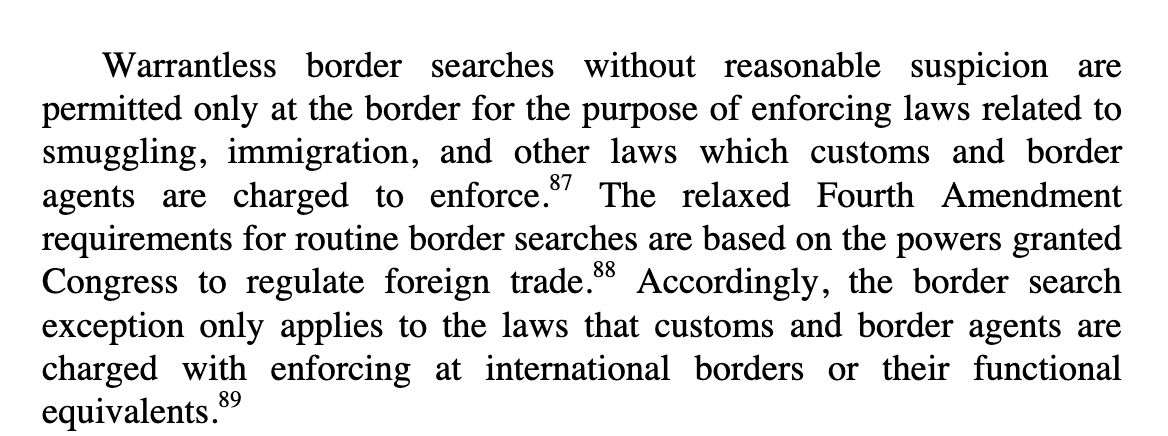 Warrantless border searches without reasonable suspicion are
permitted only at the border for the purpose of enforcing laws related to
smuggling, immigration, and other laws which customs and border
agents are charged to enforce.87 The relaxed Fourth Amendment
requirements for routine border searches are based on the powers granted
Congress to regulate foreign trade.88 Accordingly, the border search
exception only applies to the laws that customs and border agents are
charged with enforcing at international borders or their functional
equivalents.89